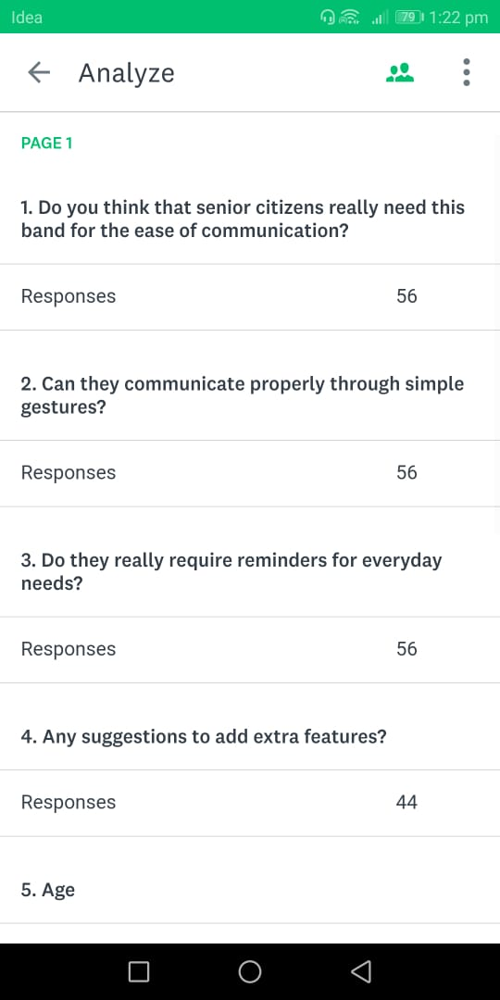 Idea
79 1:22 pm
Analyze
PAGE 1
1. Do you think that senior citizens really need this
band for the ease of communication?
Responses 56
2. Can they communicate properly through simple
gestures?
Responses 56
3. Do they really require reminders for everyday
needs?
Responses 56
4. Any suggestions to add extra features?
Responses 44
5. Age